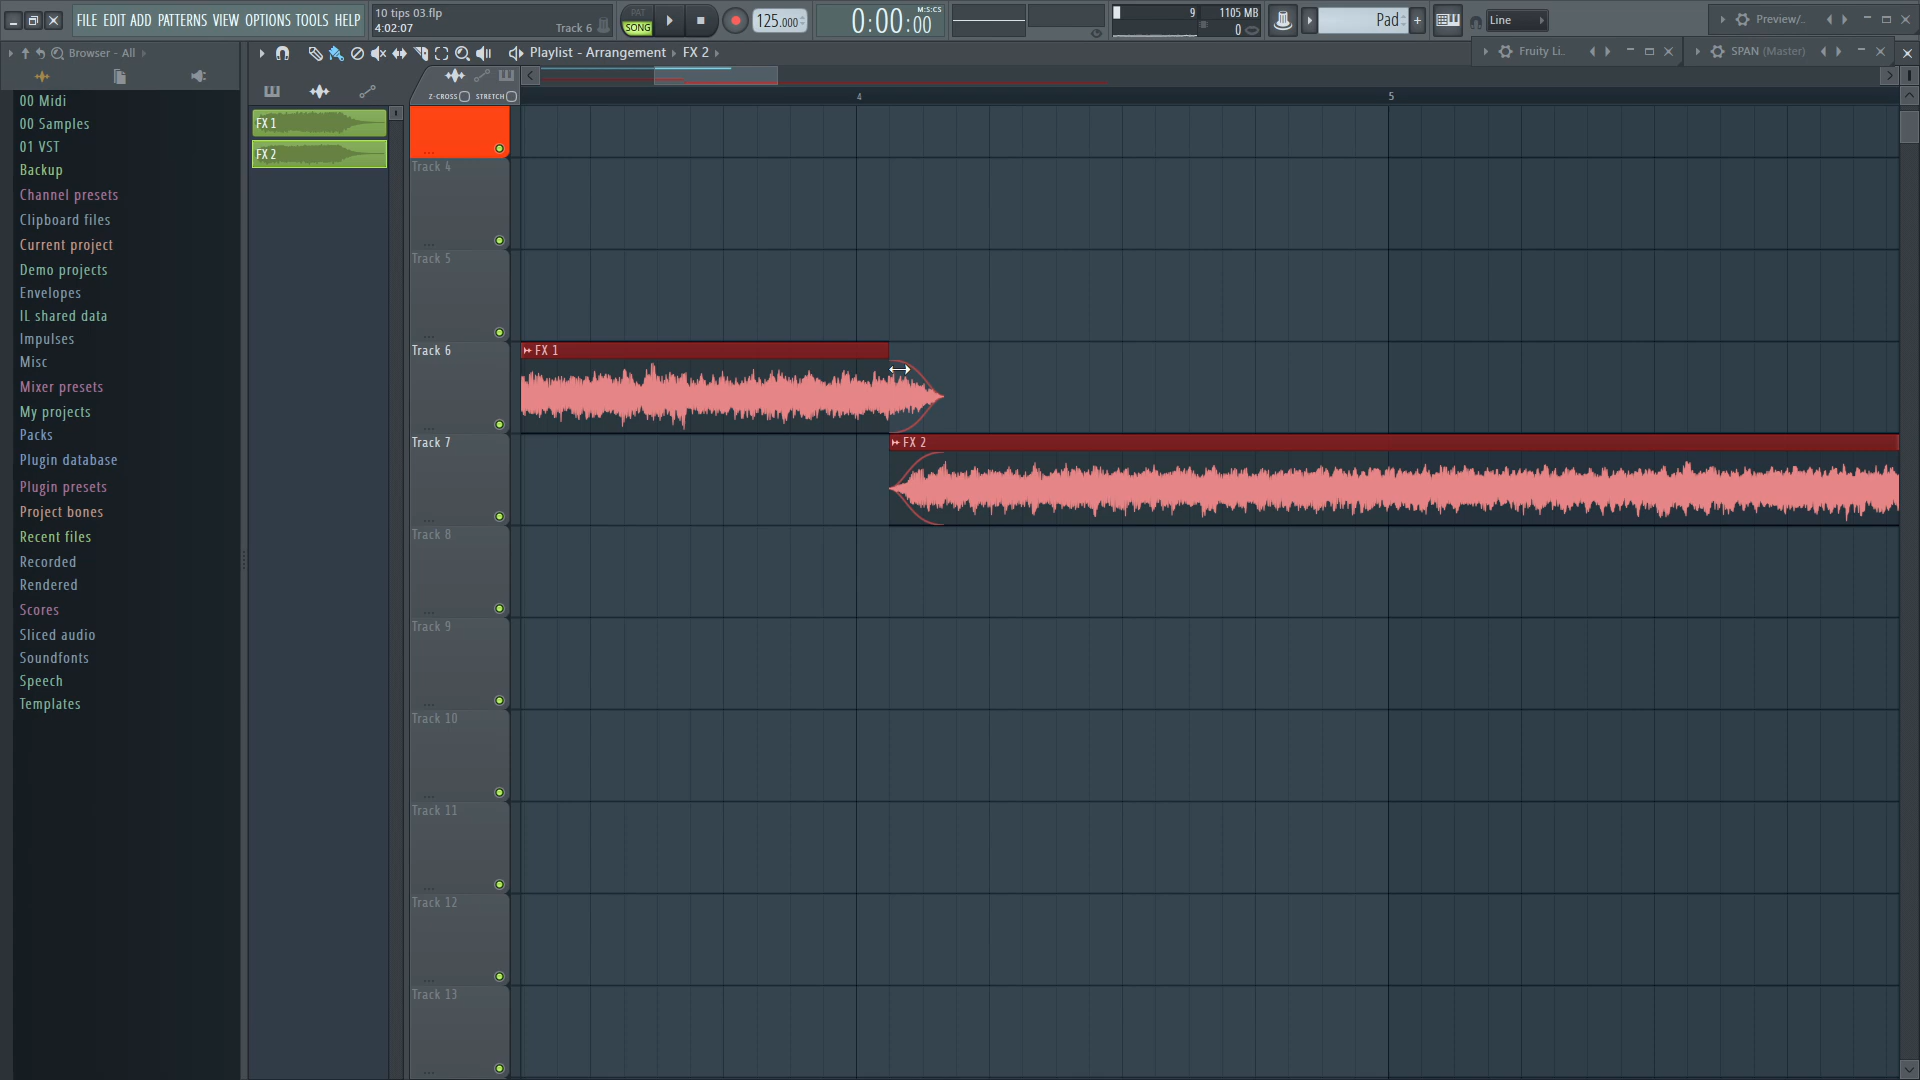 FILE EDIT ADD PATTERNS VIEW OPTIONS TOOLS HELP
10 tips 03.flp
4:02:07
Track 6
PAT
SONG
125.000
0:00:00
M:S:CS
9
1105 MB
0
Pad
Line
Preview/..
Browser - All
Playlist - Arrangement › FX 2 ›
Fruity Li..
SPAN (Master)
Z-CROSS
STRETCH
4
5
00 Midi
00 Samples
01 VST
Backup
Channel presets
Clipboard files
Current project
Demo projects
Envelopes
IL shared data
Impulses
Misc
Mixer presets
My projects
Packs
Plugin database
Plugin presets
Project bones
Recent files
Recorded
Rendered
Scores
Sliced audio
Soundfonts
Speech
Templates
FX 1
FX 2
Track 4
Track 5
Track 6
FX 1
Track 7
FX 2
Track 8
Track 9
Track 10
Track 11
Track 12
Track 13